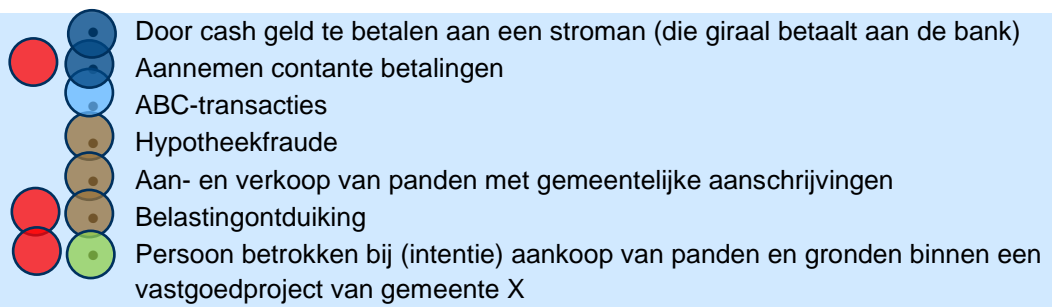 Door cash geld te betalen aan een stroman (die giraal betaalt aan de bank)
Aannemen contante betalingen
ABC-transacties
Hypotheekfraude
Aan- en verkoop van panden met gemeentelijke aanschrijvingen
Belastingontduiking
Persoon betrokken bij (intentie) aankoop van panden en gronden binnen een
vastgoedproject van gemeente X